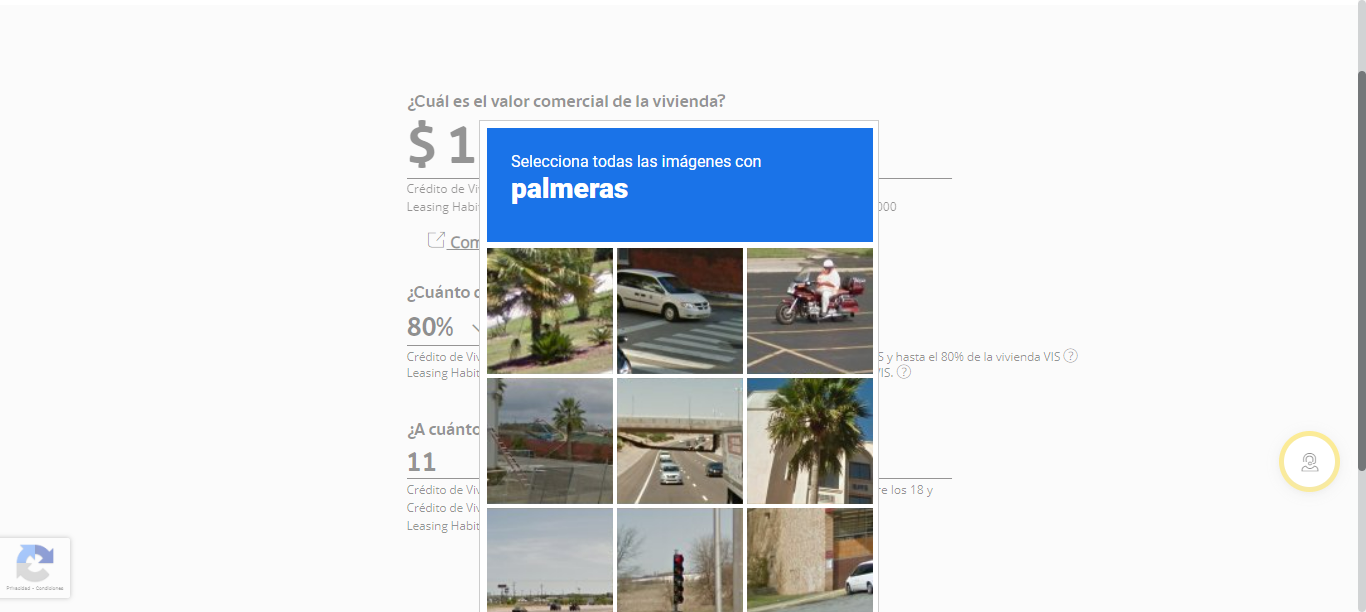 ¿Cuál es el valor comercial de la vivienda?
$ 1
Selecciona todas las imágenes con
palmeras
Crédito de Vi
Leasing Habi
000
Com
¿Cuánto
80%
Crédito de Viv
S y hasta el 80% de la vivienda VIS ?
Leasing Habit
VIS. ?
¿A cuánto
11
Crédito de Viv
re los 18 y
Crédito de Viv
Leasing Habit
Privacidad - Condiciones